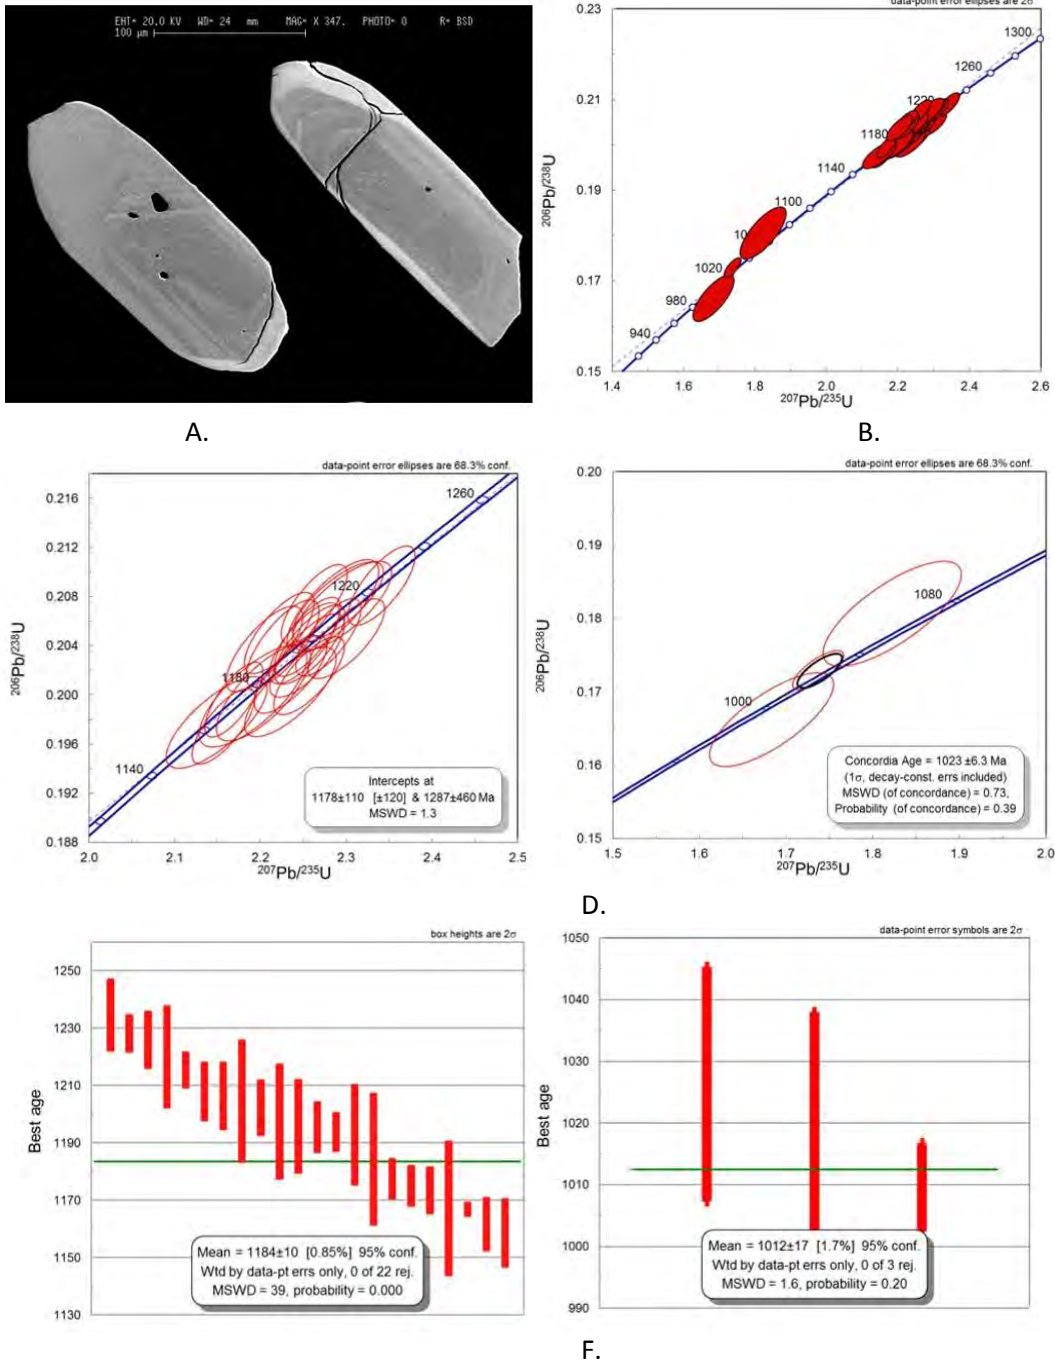 EHT= 20.0 KV WD= 24 mm MAG= X 347. PHOTO= 0 R= BSD
100 µm
A.
data-point error ellipses are 2σ
0.23
0.21
0.19
0.17
0.15
1300
1260
1180
1140
1100
1020
980
940
1.4 1.6 1.8 2.0 2.2 2.4 2.6
206Pb/238U
207Pb/235U
B.
data-point error ellipses are 68.3% conf.
0.216
0.212
0.208
0.204
0.200
0.196
0.192
0.188
1260
1220
1180
1140
Intercepts at
1178±110 [±120] & 1287±460 Ma
MSWD = 1.3
2.0 2.1 2.2 2.3 2.4 2.5
206Pb/238U
207Pb/235U
data-point error ellipses are 68.3% conf.
0.20
0.19
0.18
0.17
0.16
0.15
1080
1000
Concordia Age = 1023 ±6.3 Ma
(1σ, decay-const. errs included)
MSWD (of concordance) = 0.73,
Probability (of concordance) = 0.39
1.5 1.6 1.7 1.8 1.9 2.0
206Pb/238U
207Pb/235U
D.
box heights are 2σ
1250
1230
1210
1190
1170
1150
1130
Best age
Mean = 1184±10 [0.85%] 95% conf.
Wtd by data-pt errs only, 0 of 22 rej.
MSWD = 39, probability = 0.000
data-point error symbols are 2σ
1050
1040
1030
1020
1010
1000
990
Best age
Mean = 1012±17 [1.7%] 95% conf.
Wtd by data-pt errs only, 0 of 3 rej.
MSWD = 1.6, probability = 0.20
F.